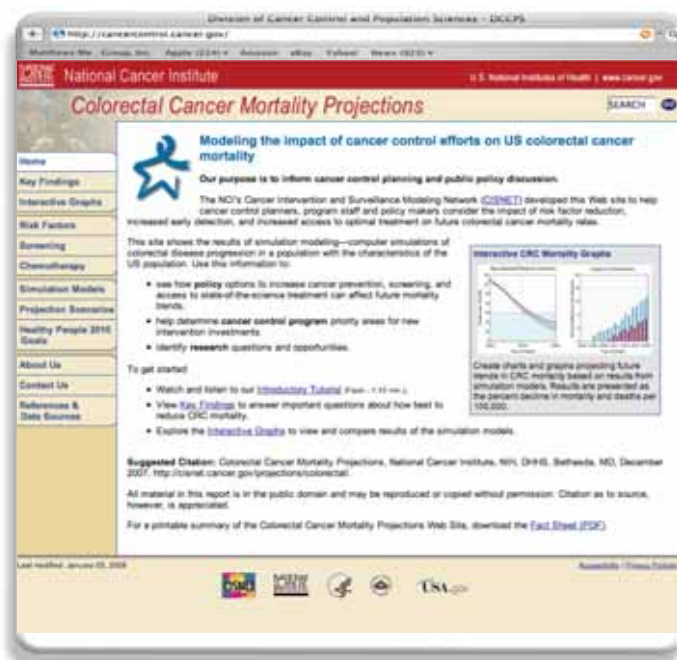 Division of Cancer Control and Population Sciences - DCCPS
http://cancercontrol.cancer.gov/
Apple (224) Amazon eBay Yahoo! News (923)
National Cancer Institute
U.S. National Institutes of Health | www.cancer.gov
Colorectal Cancer Mortality Projections
SEARCH
Home
Key Findings
Interactive Graphs
Risk Factors
Screening
Chemotherapy
Simulation Models
Projection Scenarios
Healthy People 2010
Goals
About Us
Contact Us
References &
Data Sources
Modeling the impact of cancer control efforts on US colorectal cancer
mortality
Our purpose is to inform cancer control planning and public policy discussion.
The NCI's Cancer Intervention and Surveillance Modeling Network (CISNET) developed this Web site to help
cancer control planners, program staff and policy makers consider the impact of risk factor reduction,
increased early detection, and increased access to optimal treatment on future colorectal cancer mortality rates.
This site shows the results of simulation modeling—computer simulations of
colorectal disease progression in a population with the characteristics of the
US population. Use this information to:
see how policy options to increase cancer prevention, screening, and
access to state-of-the-science treatment can affect future mortality
trends.
help determine cancer control program priority areas for new
intervention investments.
identify research questions and opportunities.
To get started:
Watch and listen to our Introductory Tutorial
View Key Findings to answer important questions about how best to
reduce CRC mortality.
Explore the Interactive Graphs to view and compare results of the simulation models.
Interactive CRC Mortality Graphs
Create charts and graphs projecting future
trends in CRC mortality based on results from
simulation models. Results are presented as
the percent decline in mortality and deaths per
100,000.
Suggested Citation: Colorectal Cancer Mortality Projections, National Cancer Institute, NIH, DHHS, Bethesda, MD, December
2007, http://cisnet.cancer.gov/projections/colorectal/.
All material in this report is in the public domain and may be reproduced or copied without permission. Citation as to source,
however, is appreciated.
For a printable summary of the Colorectal Cancer Mortality Projections Web Site, download the Fact Sheet (PDF).
Last modified: January 03, 2008
USA.gov